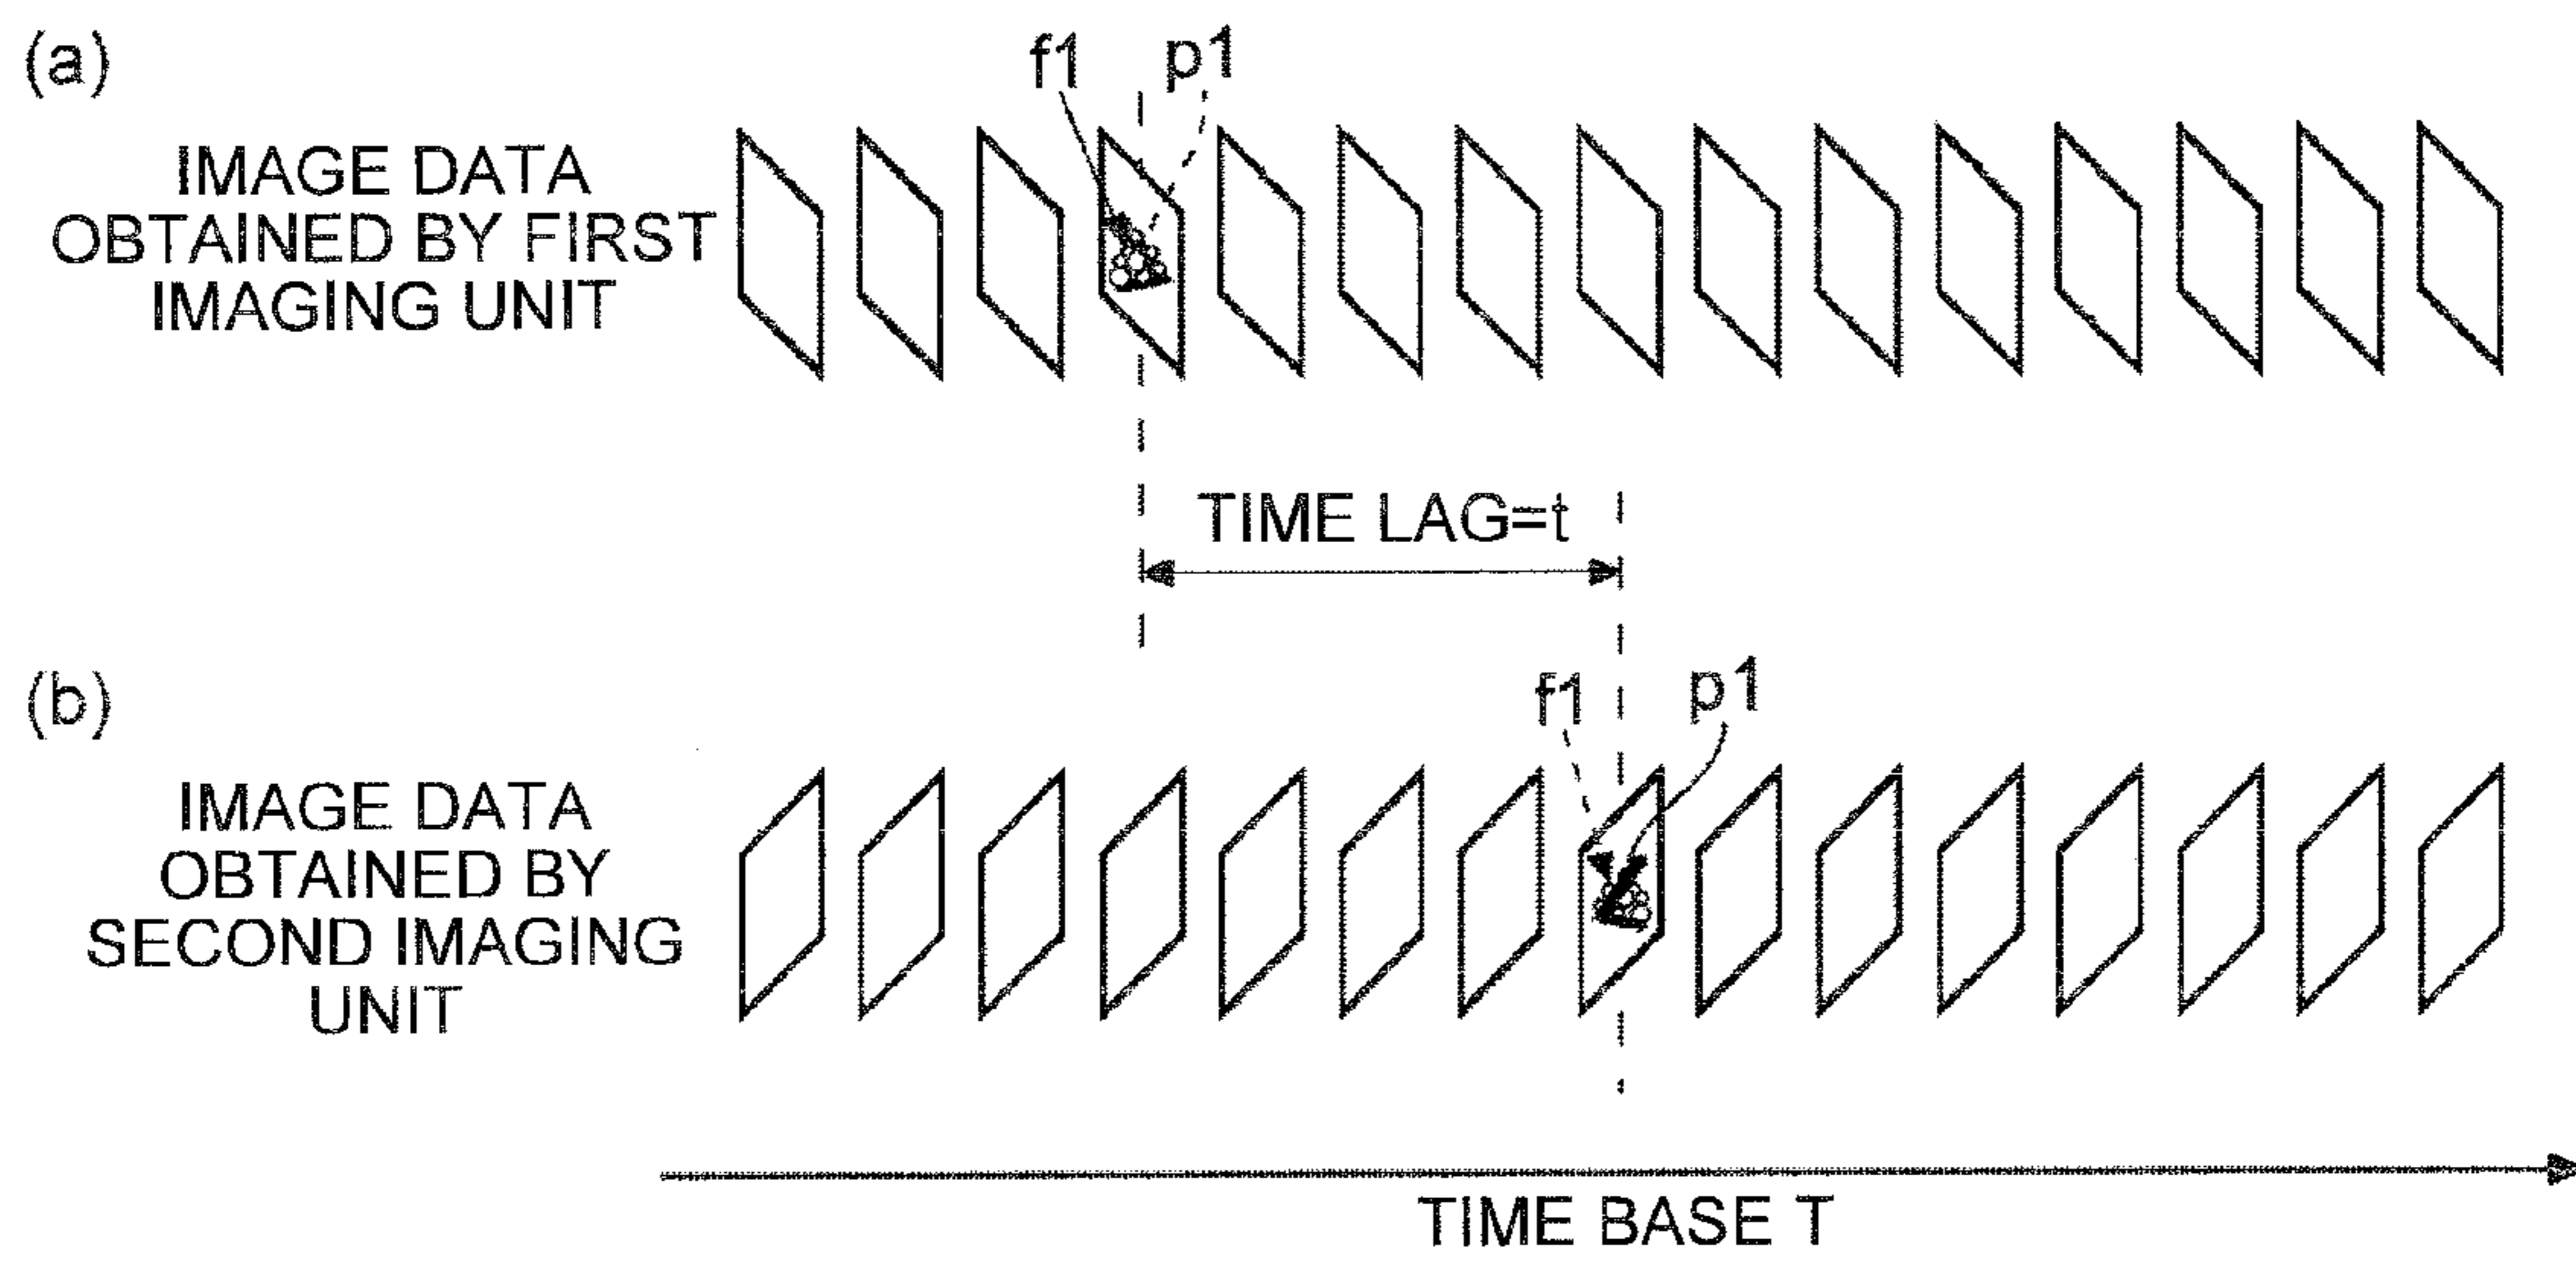 (a)
f1 p1
IMAGE DATA
OBTAINED BY FIRST
IMAGING UNIT
TIME LAG=t
(b)
f1 p1
IMAGE DATA
OBTAINED BY
SECOND IMAGING
UNIT
TIME BASE T